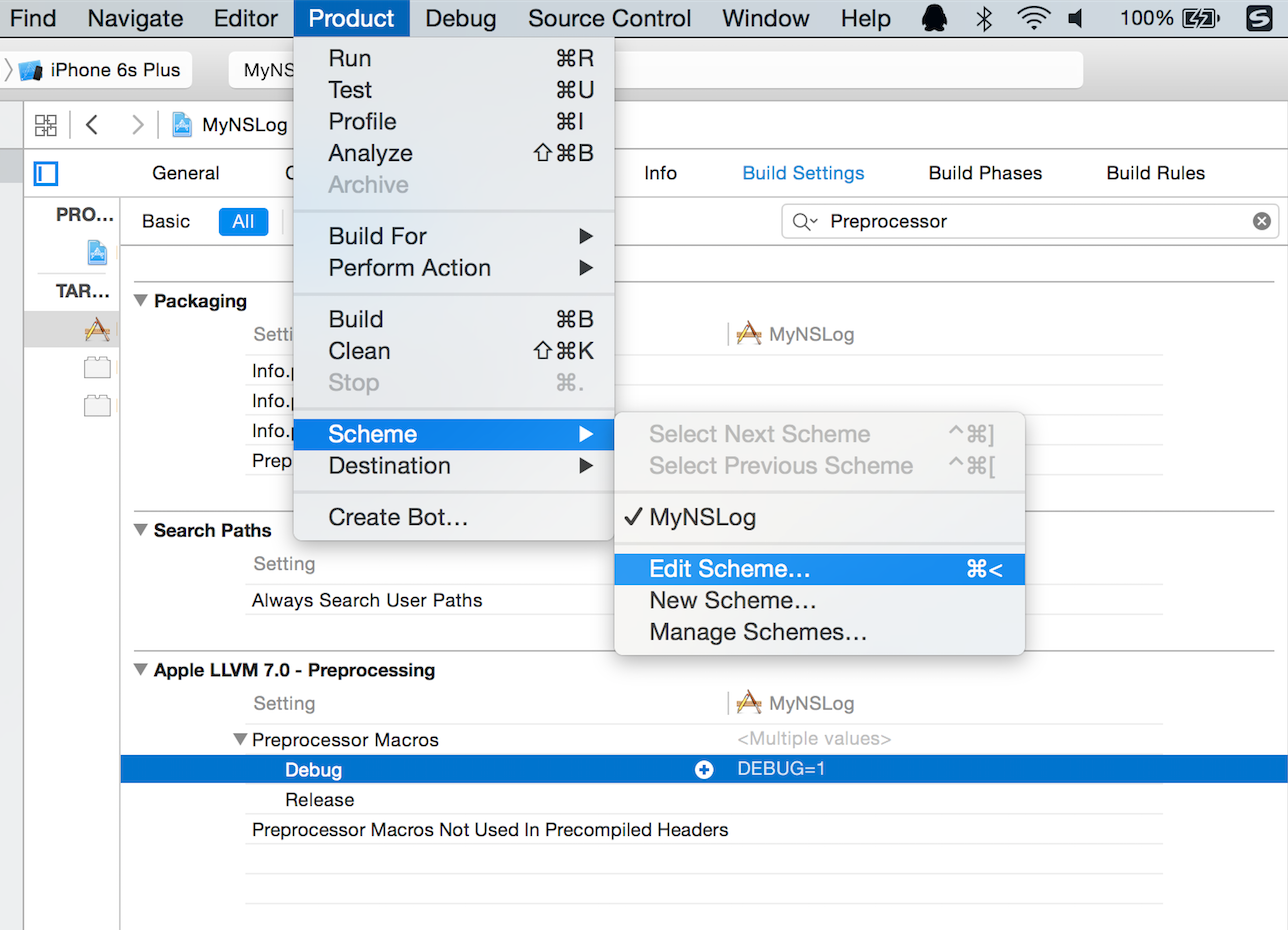 Find Navigate Editor Product Debug Source Control Window Help 100%
iPhone 6s Plus MyNS
MyNSLog
General Info Build Settings Build Phases Build Rules
PRO... Basic All Preprocessor
TAR...
Run ⌘R
Test ⌘U
Profile ⌘I
Analyze ⇧⌘B
Archive
Build For ▶
Perform Action ▶
Build ⌘B
Clean ⇧⌘K
Stop ⌘.
Scheme ▶
Destination ▶
Create Bot...
Select Next Scheme ^⌘]
Select Previous Scheme ^⌘[
✓ MyNSLog
Edit Scheme... ⌘<
New Scheme...
Manage Schemes...
Packaging
Setti MyNSLog
Info.p
Info.p
Info.p
Prep
Search Paths
Setting
Always Search User Paths
Apple LLVM 7.0 - Preprocessing
Setting MyNSLog
Preprocessor Macros <Multiple values>
Debug DEBUG=1
Release
Preprocessor Macros Not Used In Precompiled Headers